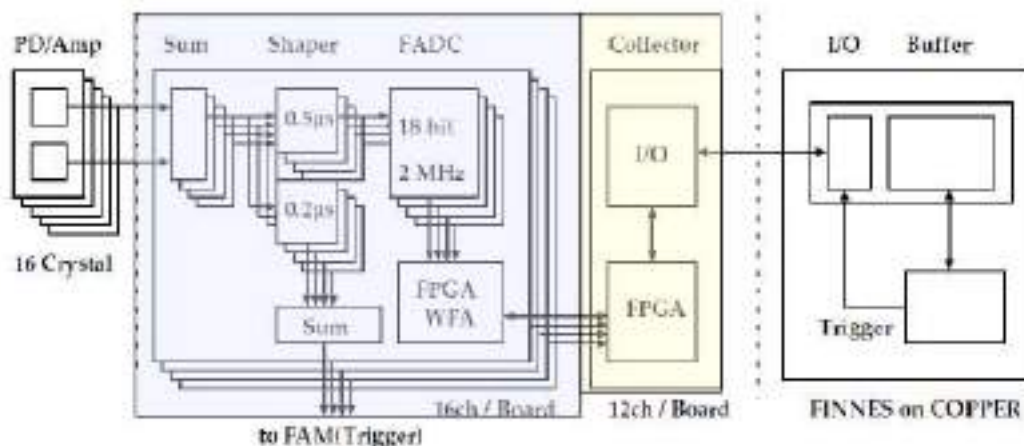 PD/Amp Sum Shaper FADC Collector I/O Buffer
0.5μs 18 bit
2 MHz
I/O
0.2μs
16 Crystal
FPGA
WFA
FPGA
Sum
Trigger
16ch / Board 12ch / Board FINNES on COPPER
to FAM(Trigger)